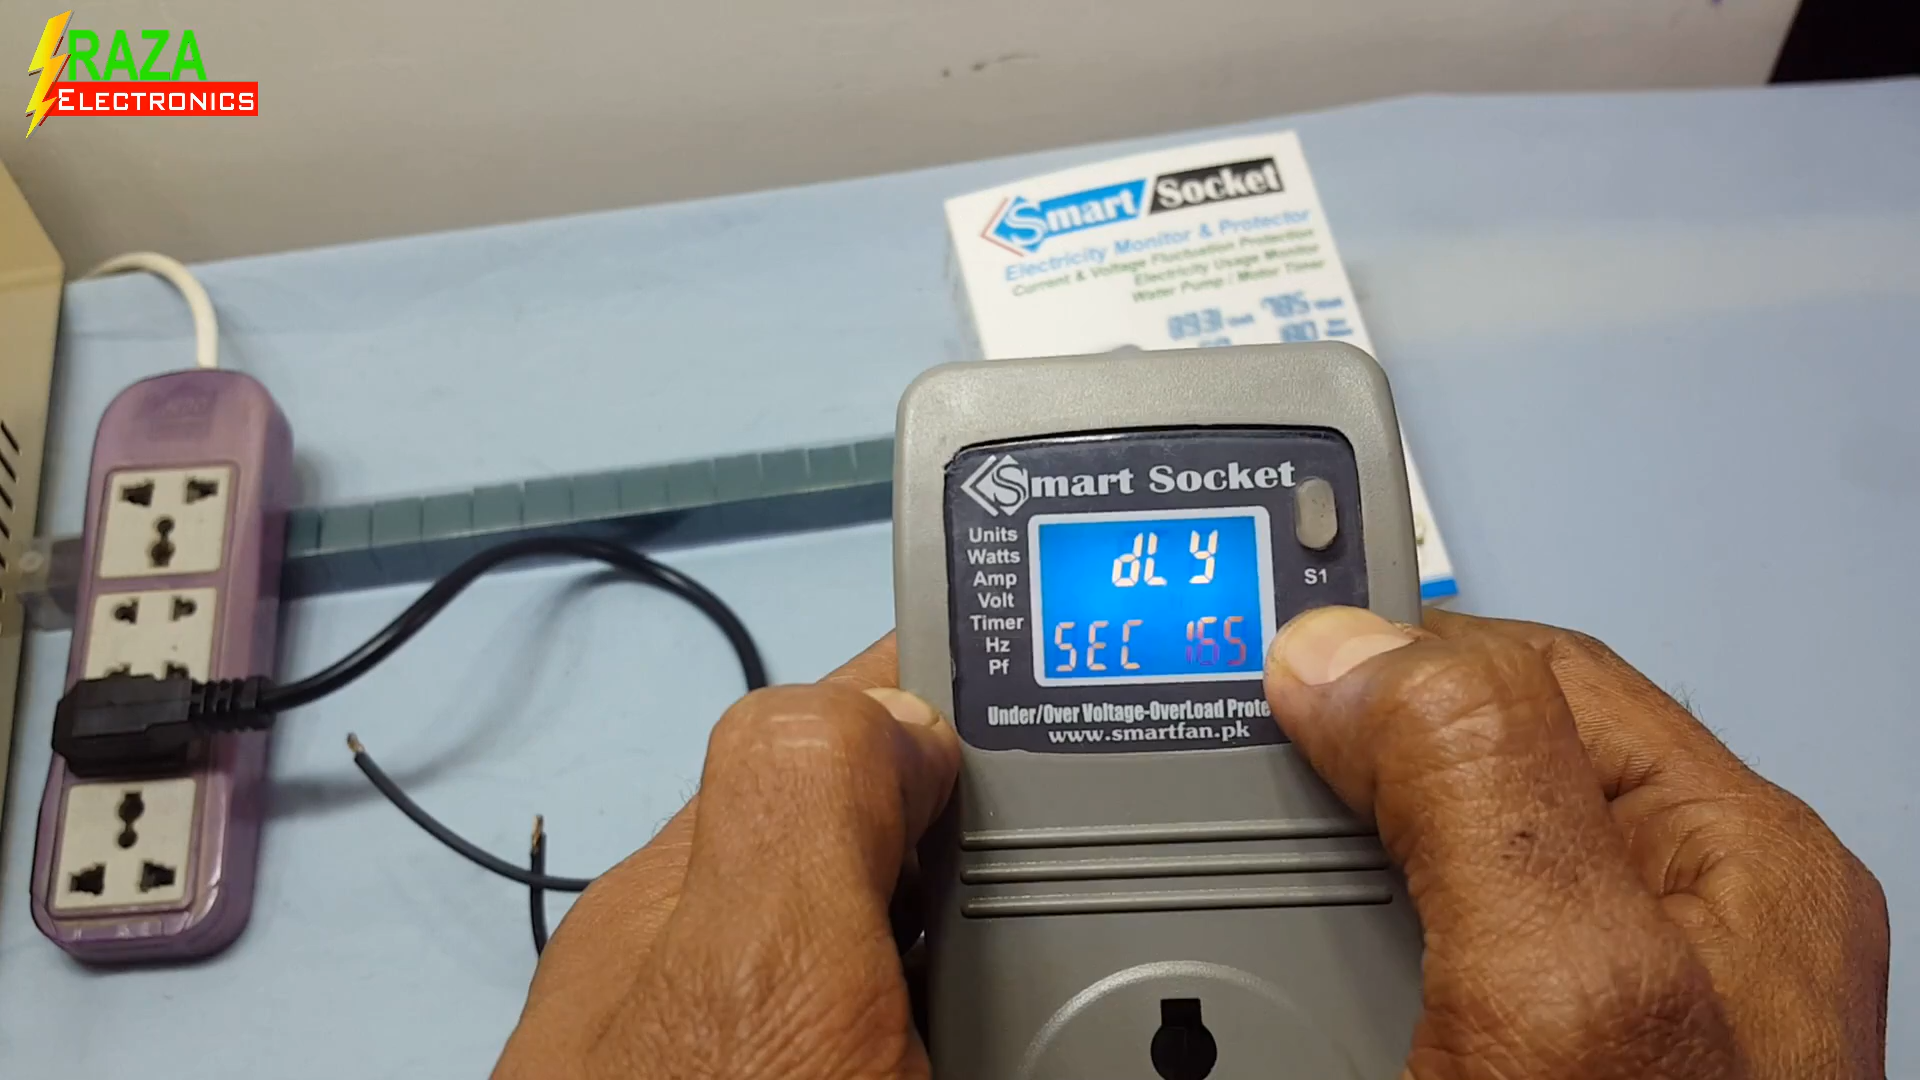 RAZA
ELECTRONICS
Smart Socket
Electricity Monitor & Protector
Current & Voltage Fluctuation Protection
Electricity Usage Monitor
Water Pump / Motor Timer
Smart Socket
Units
Watts
Amp
Volt
Timer
Hz
Pf
dLY
SEC 165
S1
Under/Over Voltage-OverLoad Prote
www.smartfan.pk